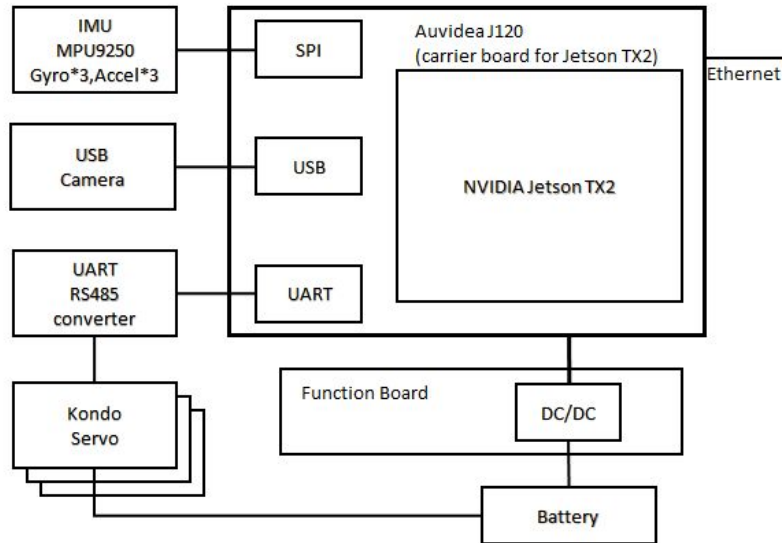 IMU
MPU9250
Gyro*3,Accel*3
SPI
Auvidea J120
(carrier board for Jetson TX2)
Ethernet
USB
Camera
USB
NVIDIA Jetson TX2
UART
RS485
converter
UART
Kondo
Servo
Function Board
DC/DC
Battery